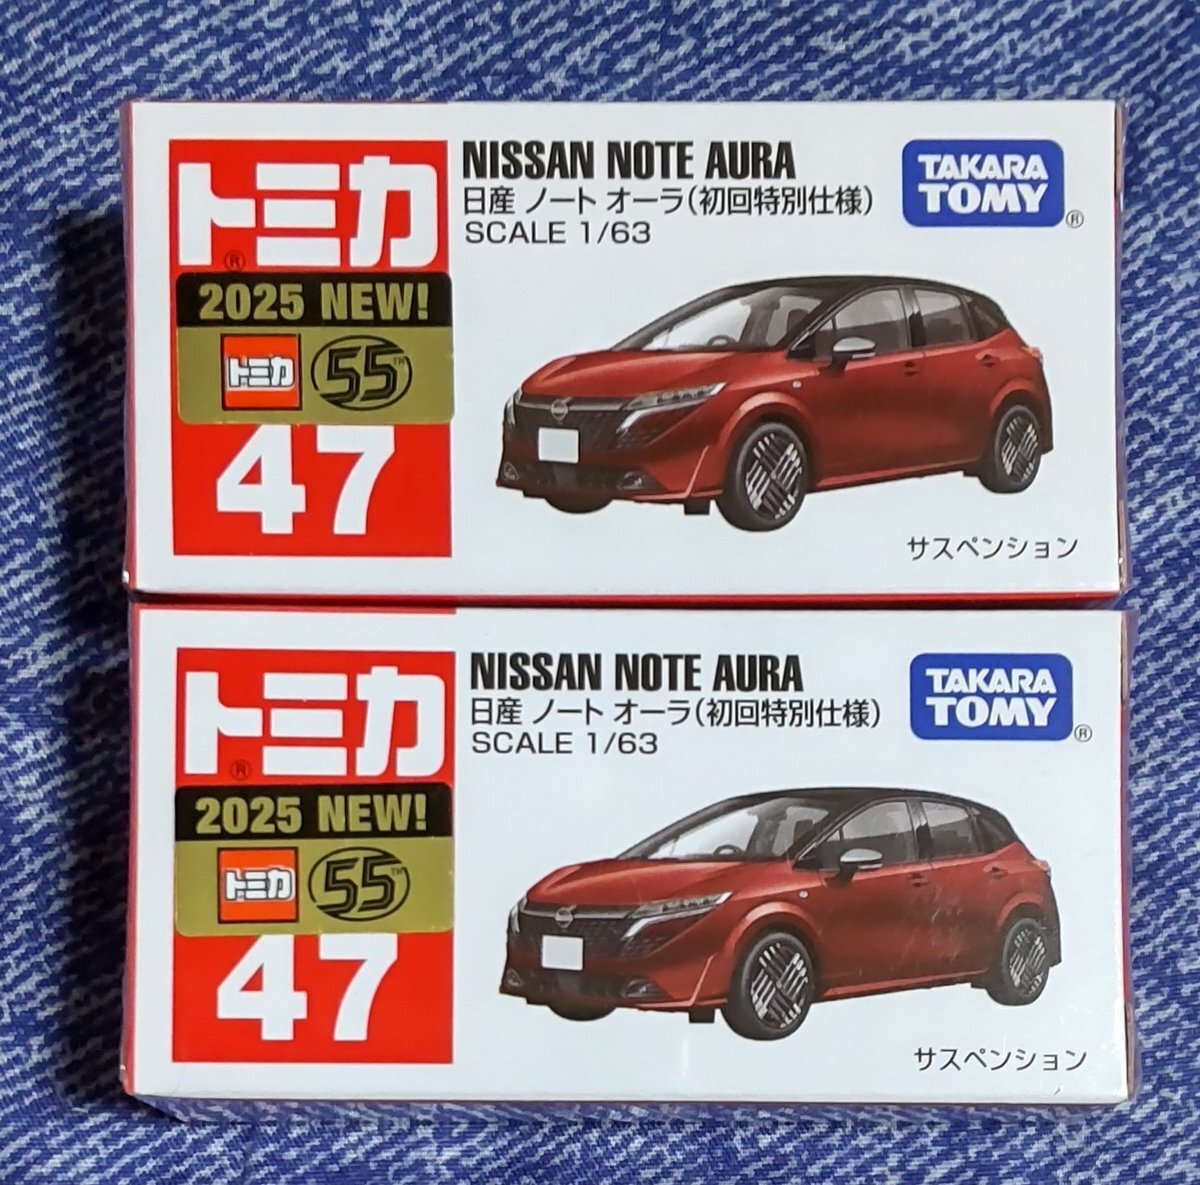 トミカ
®
2025 NEW!
トミカ 55™
47
NISSAN NOTE AURA
日産 ノート オーラ(初回特別仕様)
SCALE 1/63
TAKARA
TOMY
®
サスペンション
トミカ
®
2025 NEW!
トミカ 55™
47
NISSAN NOTE AURA
日産 ノート オーラ(初回特別仕様)
SCALE 1/63
TAKARA
TOMY
®
サスペンション